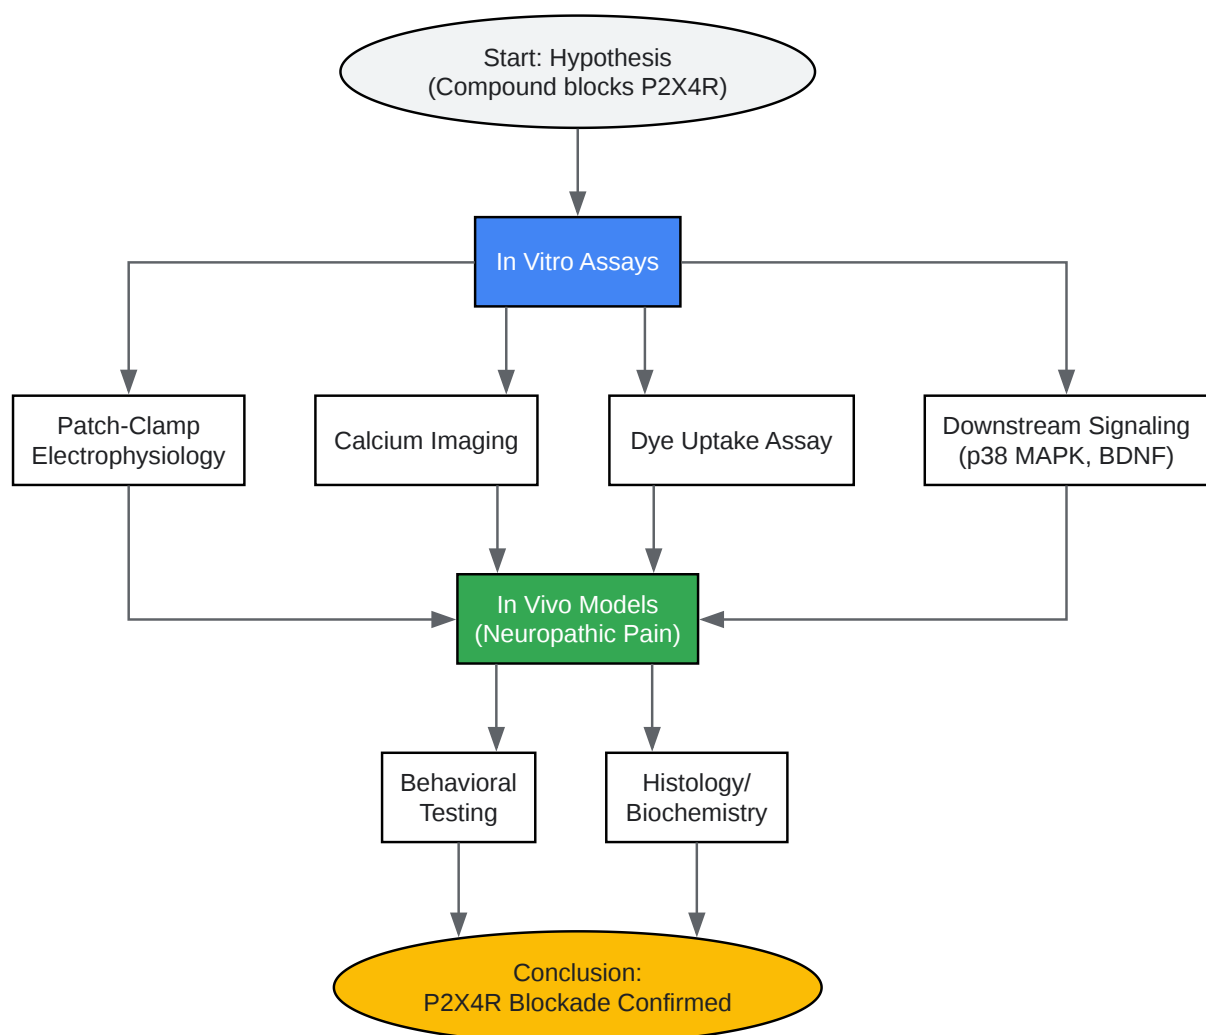 Start: Hypothesis
(Compound blocks P2X4R)
In Vitro Assays
Patch-Clamp
Electrophysiology
Calcium Imaging
Dye Uptake Assay
Downstream Signaling
(p38 MAPK, BDNF)
In Vivo Models
(Neuropathic Pain)
Behavioral
Testing
Histology/
Biochemistry
Conclusion:
P2X4R Blockade Confirmed